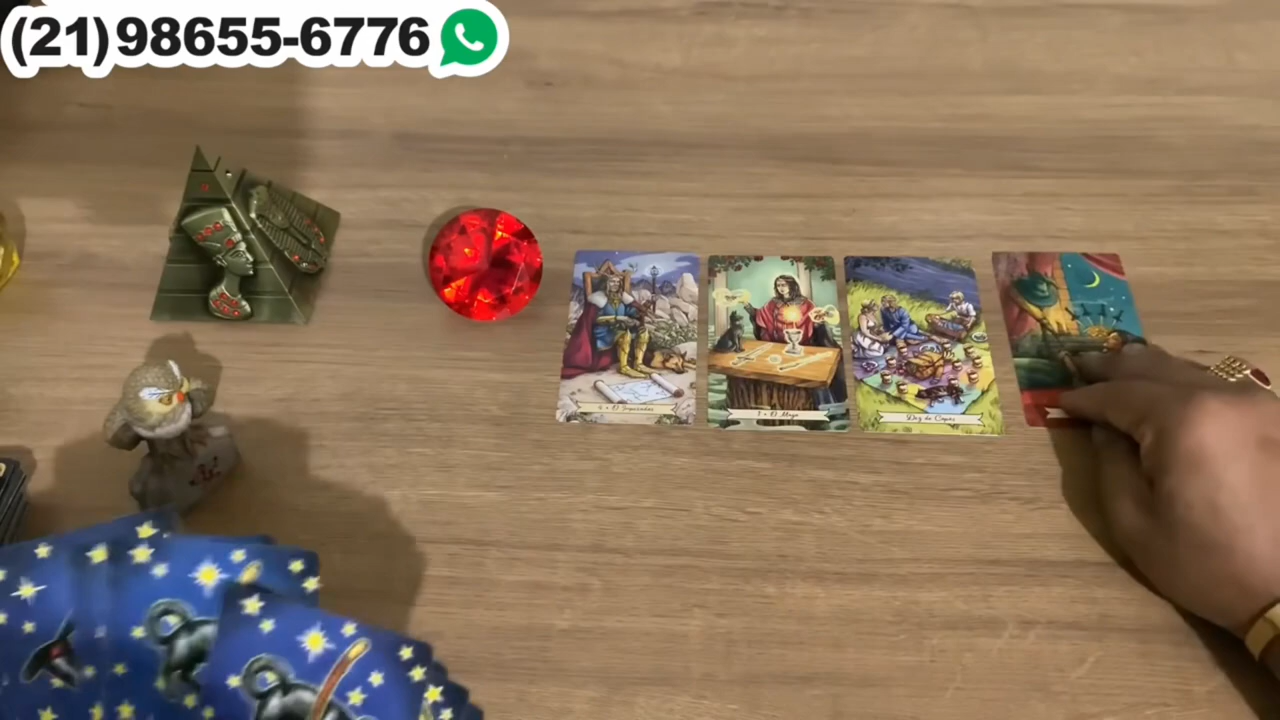 (21)98655-6776
4 • O Imperador
1 • O Mago
Dez de Copas